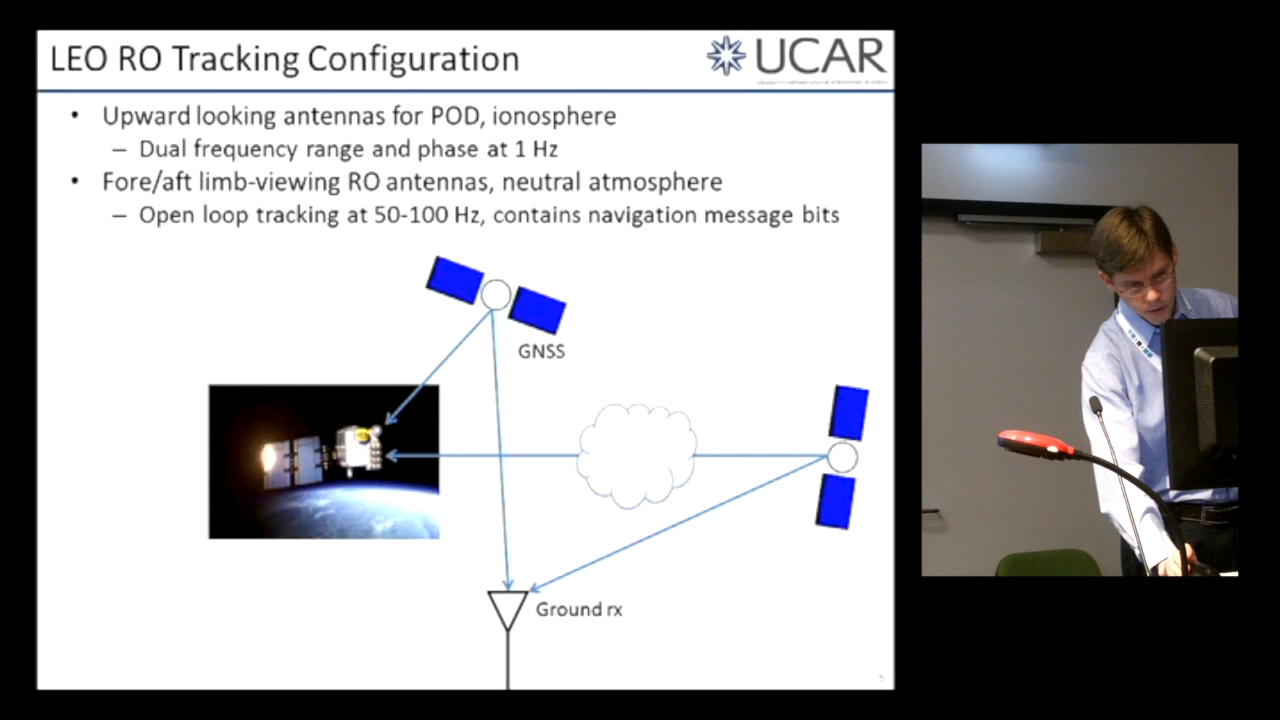 LEO RO Tracking Configuration
UCAR
• Upward looking antennas for POD, ionosphere
– Dual frequency range and phase at 1 Hz
• Fore/aft limb-viewing RO antennas, neutral atmosphere
– Open loop tracking at 50-100 Hz, contains navigation message bits
GNSS
Ground rx
5